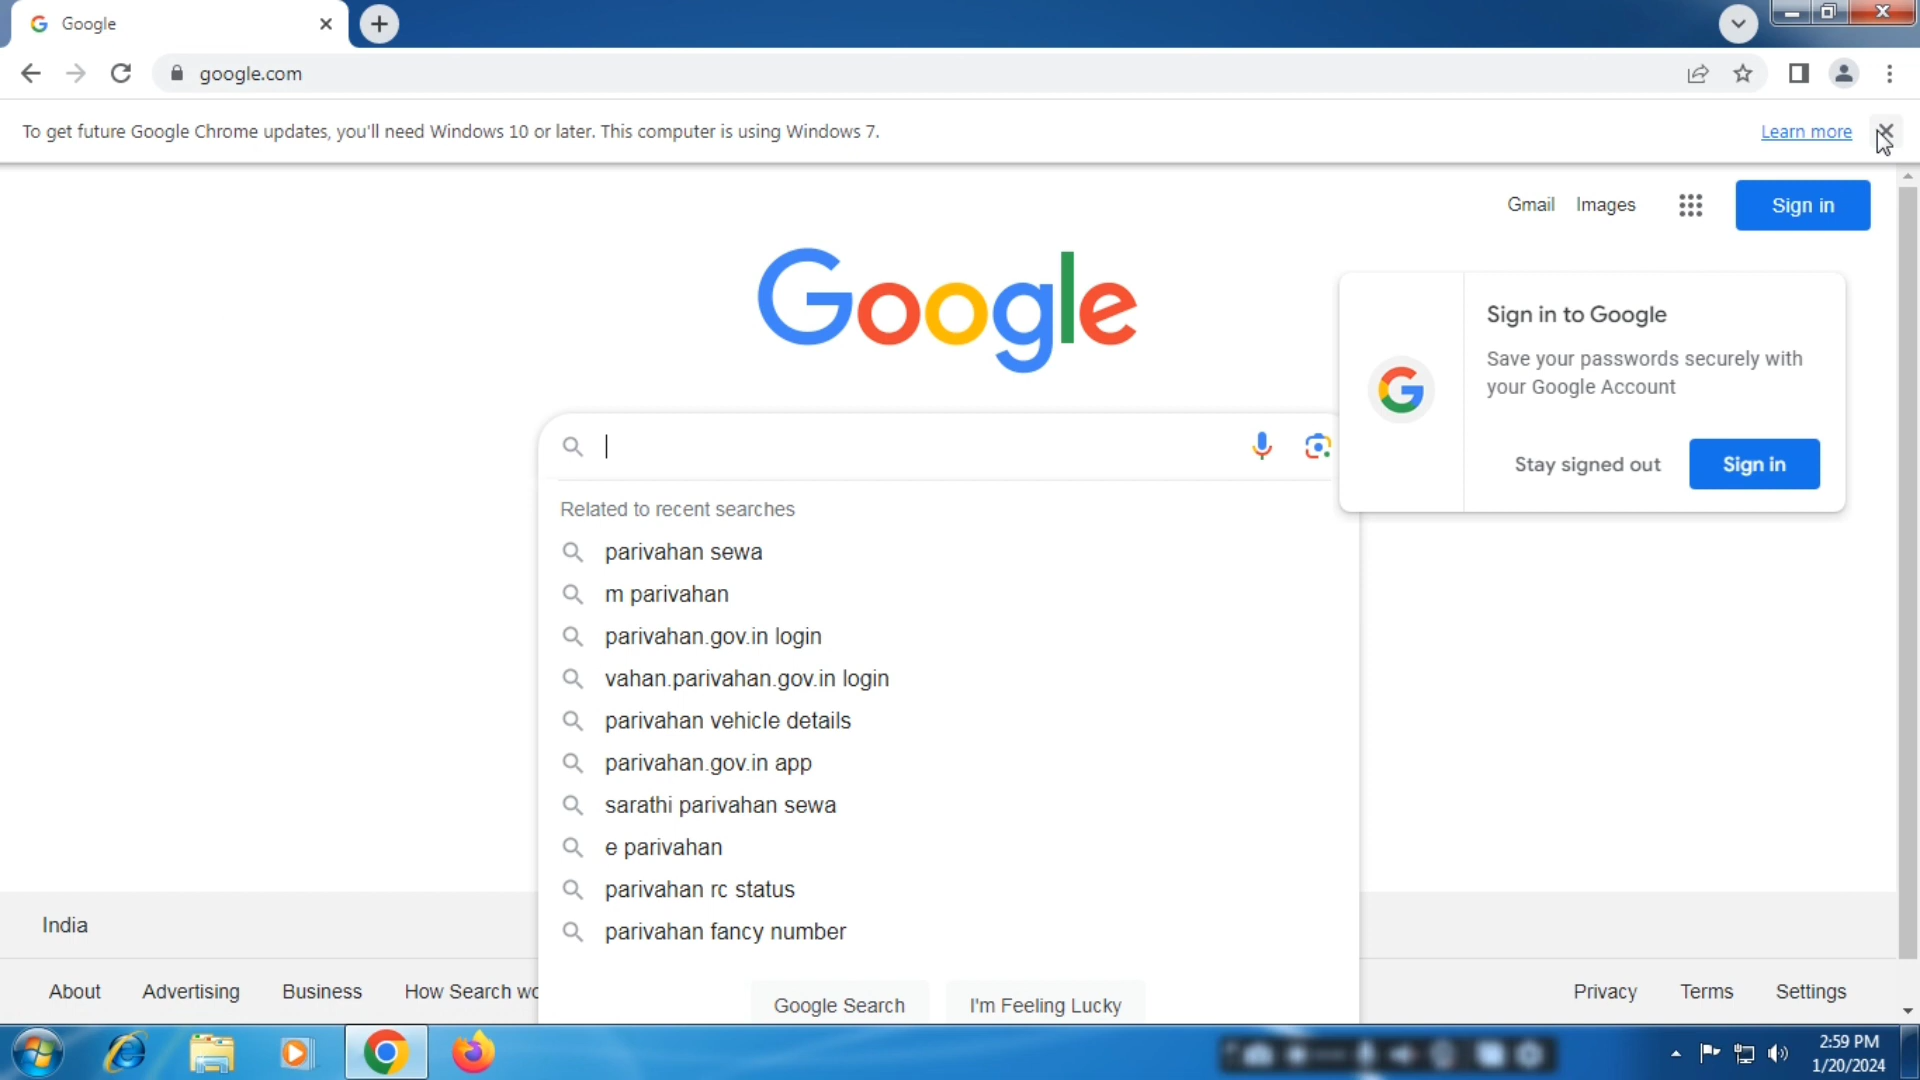 Google
google.com
To get future Google Chrome updates, you'll need Windows 10 or later. This computer is using Windows 7.
Learn more
Gmail
Images
Sign in
Google
Sign in to Google
Save your passwords securely with
your Google Account
Stay signed out
Sign in
Related to recent searches
parivahan sewa
m parivahan
parivahan.gov.in login
vahan.parivahan.gov.in login
parivahan vehicle details
parivahan.gov.in app
sarathi parivahan sewa
e parivahan
parivahan rc status
parivahan fancy number
Google Search
I'm Feeling Lucky
India
About
Advertising
Business
How Search wo
Privacy
Terms
Settings
2:59 PM
1/20/2024